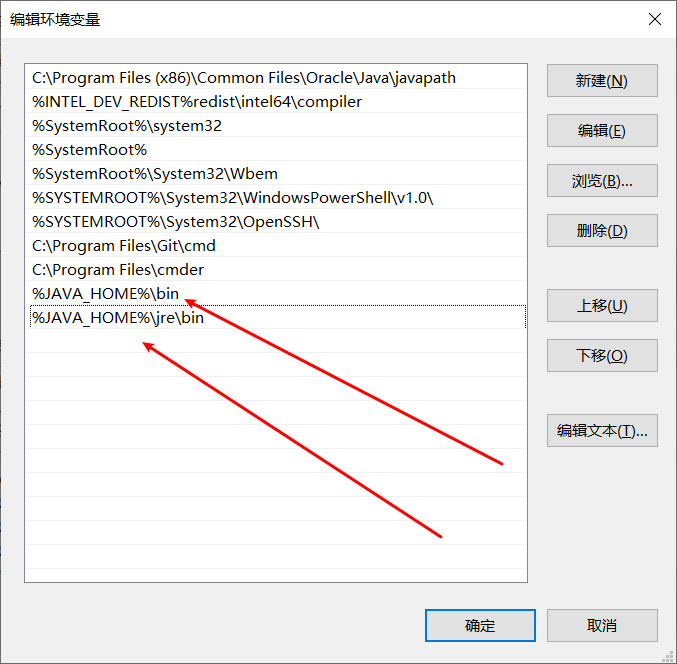 编辑环境变量
C:\Program Files (x86)\Common Files\Oracle\Java\javapath
%INTEL_DEV_REDIST%redist\intel64\compiler
%SystemRoot%\system32
%SystemRoot%
%SystemRoot%\System32\Wbem
%SYSTEMROOT%\System32\WindowsPowerShell\v1.0\
%SYSTEMROOT%\System32\OpenSSH\
C:\Program Files\Git\cmd
C:\Program Files\cmder
%JAVA_HOME%\bin
%JAVA_HOME%\jre\bin
新建(N)
编辑(E)
浏览(B)...
删除(D)
上移(U)
下移(O)
编辑文本(T)...
确定
取消